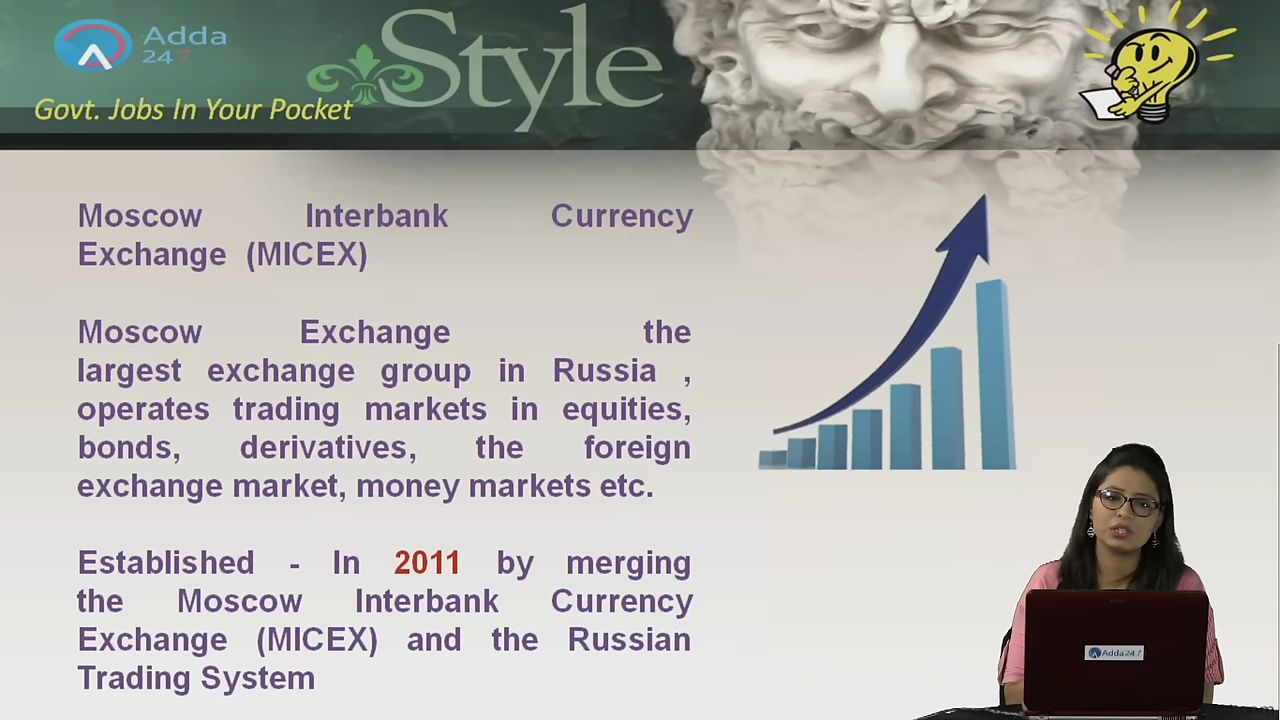 Adda
247
Style
Govt. Jobs In Your Pocket
Moscow Interbank Currency
Exchange (MICEX)
Moscow Exchange the
largest exchange group in Russia ,
operates trading markets in equities,
bonds, derivatives, the foreign
exchange market, money markets etc.
Established - In 2011 by merging
the Moscow Interbank Currency
Exchange (MICEX) and the Russian
Trading System
Adda247